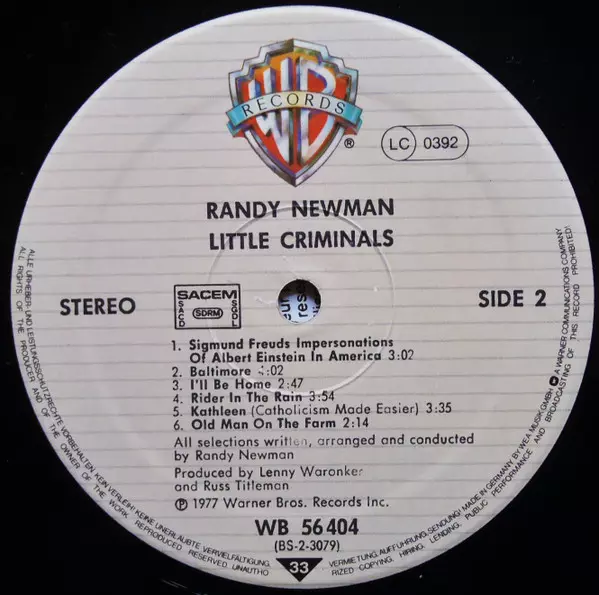 WB
RECORDS
®
LC 0392
RANDY NEWMAN
LITTLE CRIMINALS
STEREO
SACEM
SACD SDRM SGDL
SIDE 2
1. Sigmund Freuds Impersonations
Of Albert Einstein In America 3:02
2. Baltimore :02
3. I'll Be Home 2:47
4. Rider In The Rain 3:54
5. Kathleen (Catholicism Made Easier) 3:35
6. Old Man On The Farm 2:14
All selections written, arranged and conducted
by Randy Newman
Produced by Lenny Waronker
and Russ Titleman
℗ 1977 Warner Bros. Records Inc.
WB 56 404
(BS-2-3079)
33
ALLE URHEBER- UND LEISTUNGSSCHUTZRECHTE VORBEHALTEN. KEIN VERLEIH! KEINE UNERLAUBTE VERVIELFÄLTIGUNG, VERMIETUNG, AUFFÜHRUNG, SENDUNG! MADE IN GERMANY BY WEA MUSIK GMBH A WARNER COMMUNICATIONS COMPANY
ALL RIGHTS OF THE PRODUCER AND OF THE OWNER OF THE WORK REPRODUCED RESERVED. UNAUTHORIZED COPYING, HIRING, LENDING, PUBLIC PERFORMANCE AND BROADCASTING OF THIS RECORD PROHIBITED!